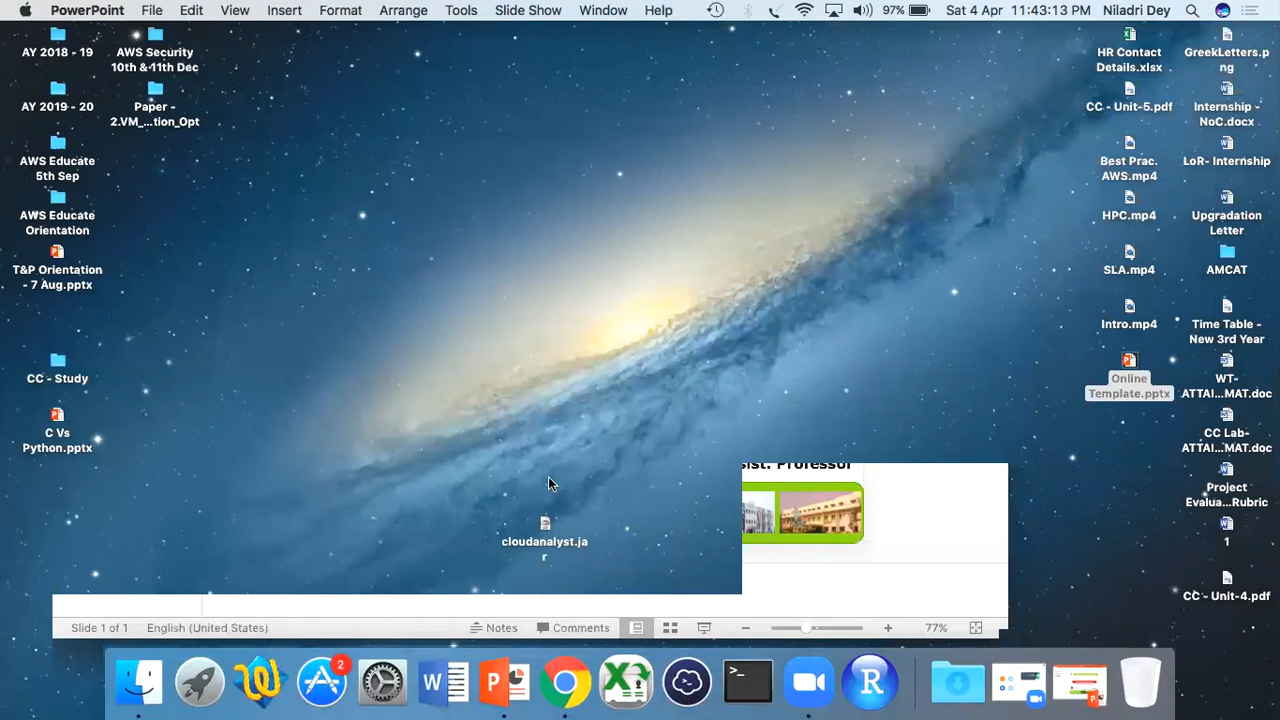 PowerPoint File Edit View Insert Format Arrange Tools Slide Show Window Help 97% Sat 4 Apr 11:43:13 PM Niladri Dey
AY 2018 - 19
AWS Security
10th & 11th Dec
AY 2019 - 20
Paper -
2.VM_...tion_Opt
AWS Educate
5th Sep
AWS Educate
Orientation
T&P Orientation
- 7 Aug.pptx
CC - Study
C Vs
Python.pptx
cloudanalyst.ja
r
HR Contact
Details.xlsx
GreekLetters.p
ng
CC - Unit-5.pdf
Internship -
NoC.docx
Best Prac.
AWS.mp4
LoR- Internship
HPC.mp4
Upgradation
Letter
SLA.mp4
AMCAT
Intro.mp4
Time Table -
New 3rd Year
Online
Template.pptx
WT-
ATTAI...MAT.doc
CC Lab-
ATTAI...MAT.doc
Project
Evalua...Rubric
1
CC - Unit-4.pdf
sist. Professor
Slide 1 of 1 English (United States) Notes Comments 77%
2